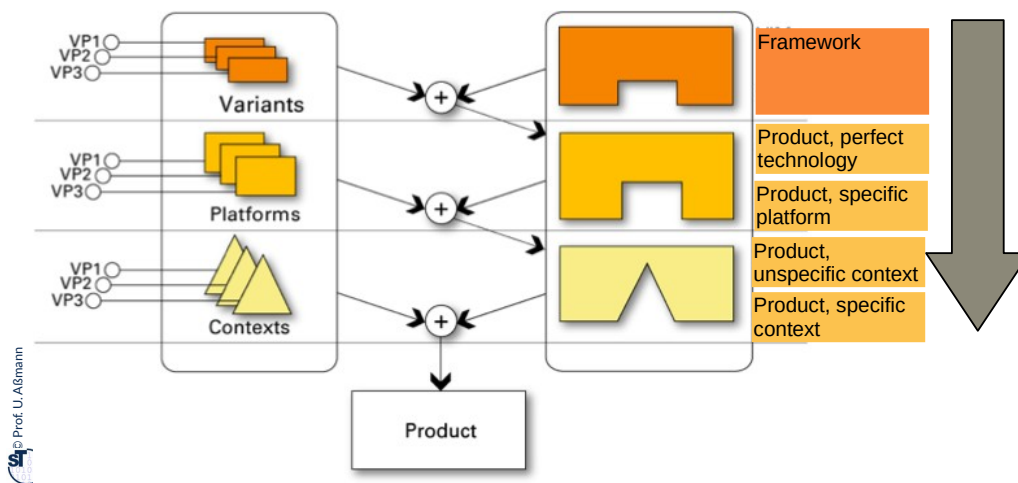 VP1
VP2
VP3
Variants
Framework
VP1
VP2
VP3
Platforms
Product, perfect
technology
Product, specific
platform
VP1
VP2
VP3
Contexts
Product,
unspecific context
Product, specific
context
+
+
+
Product
© Prof. U. Aßmann
ST